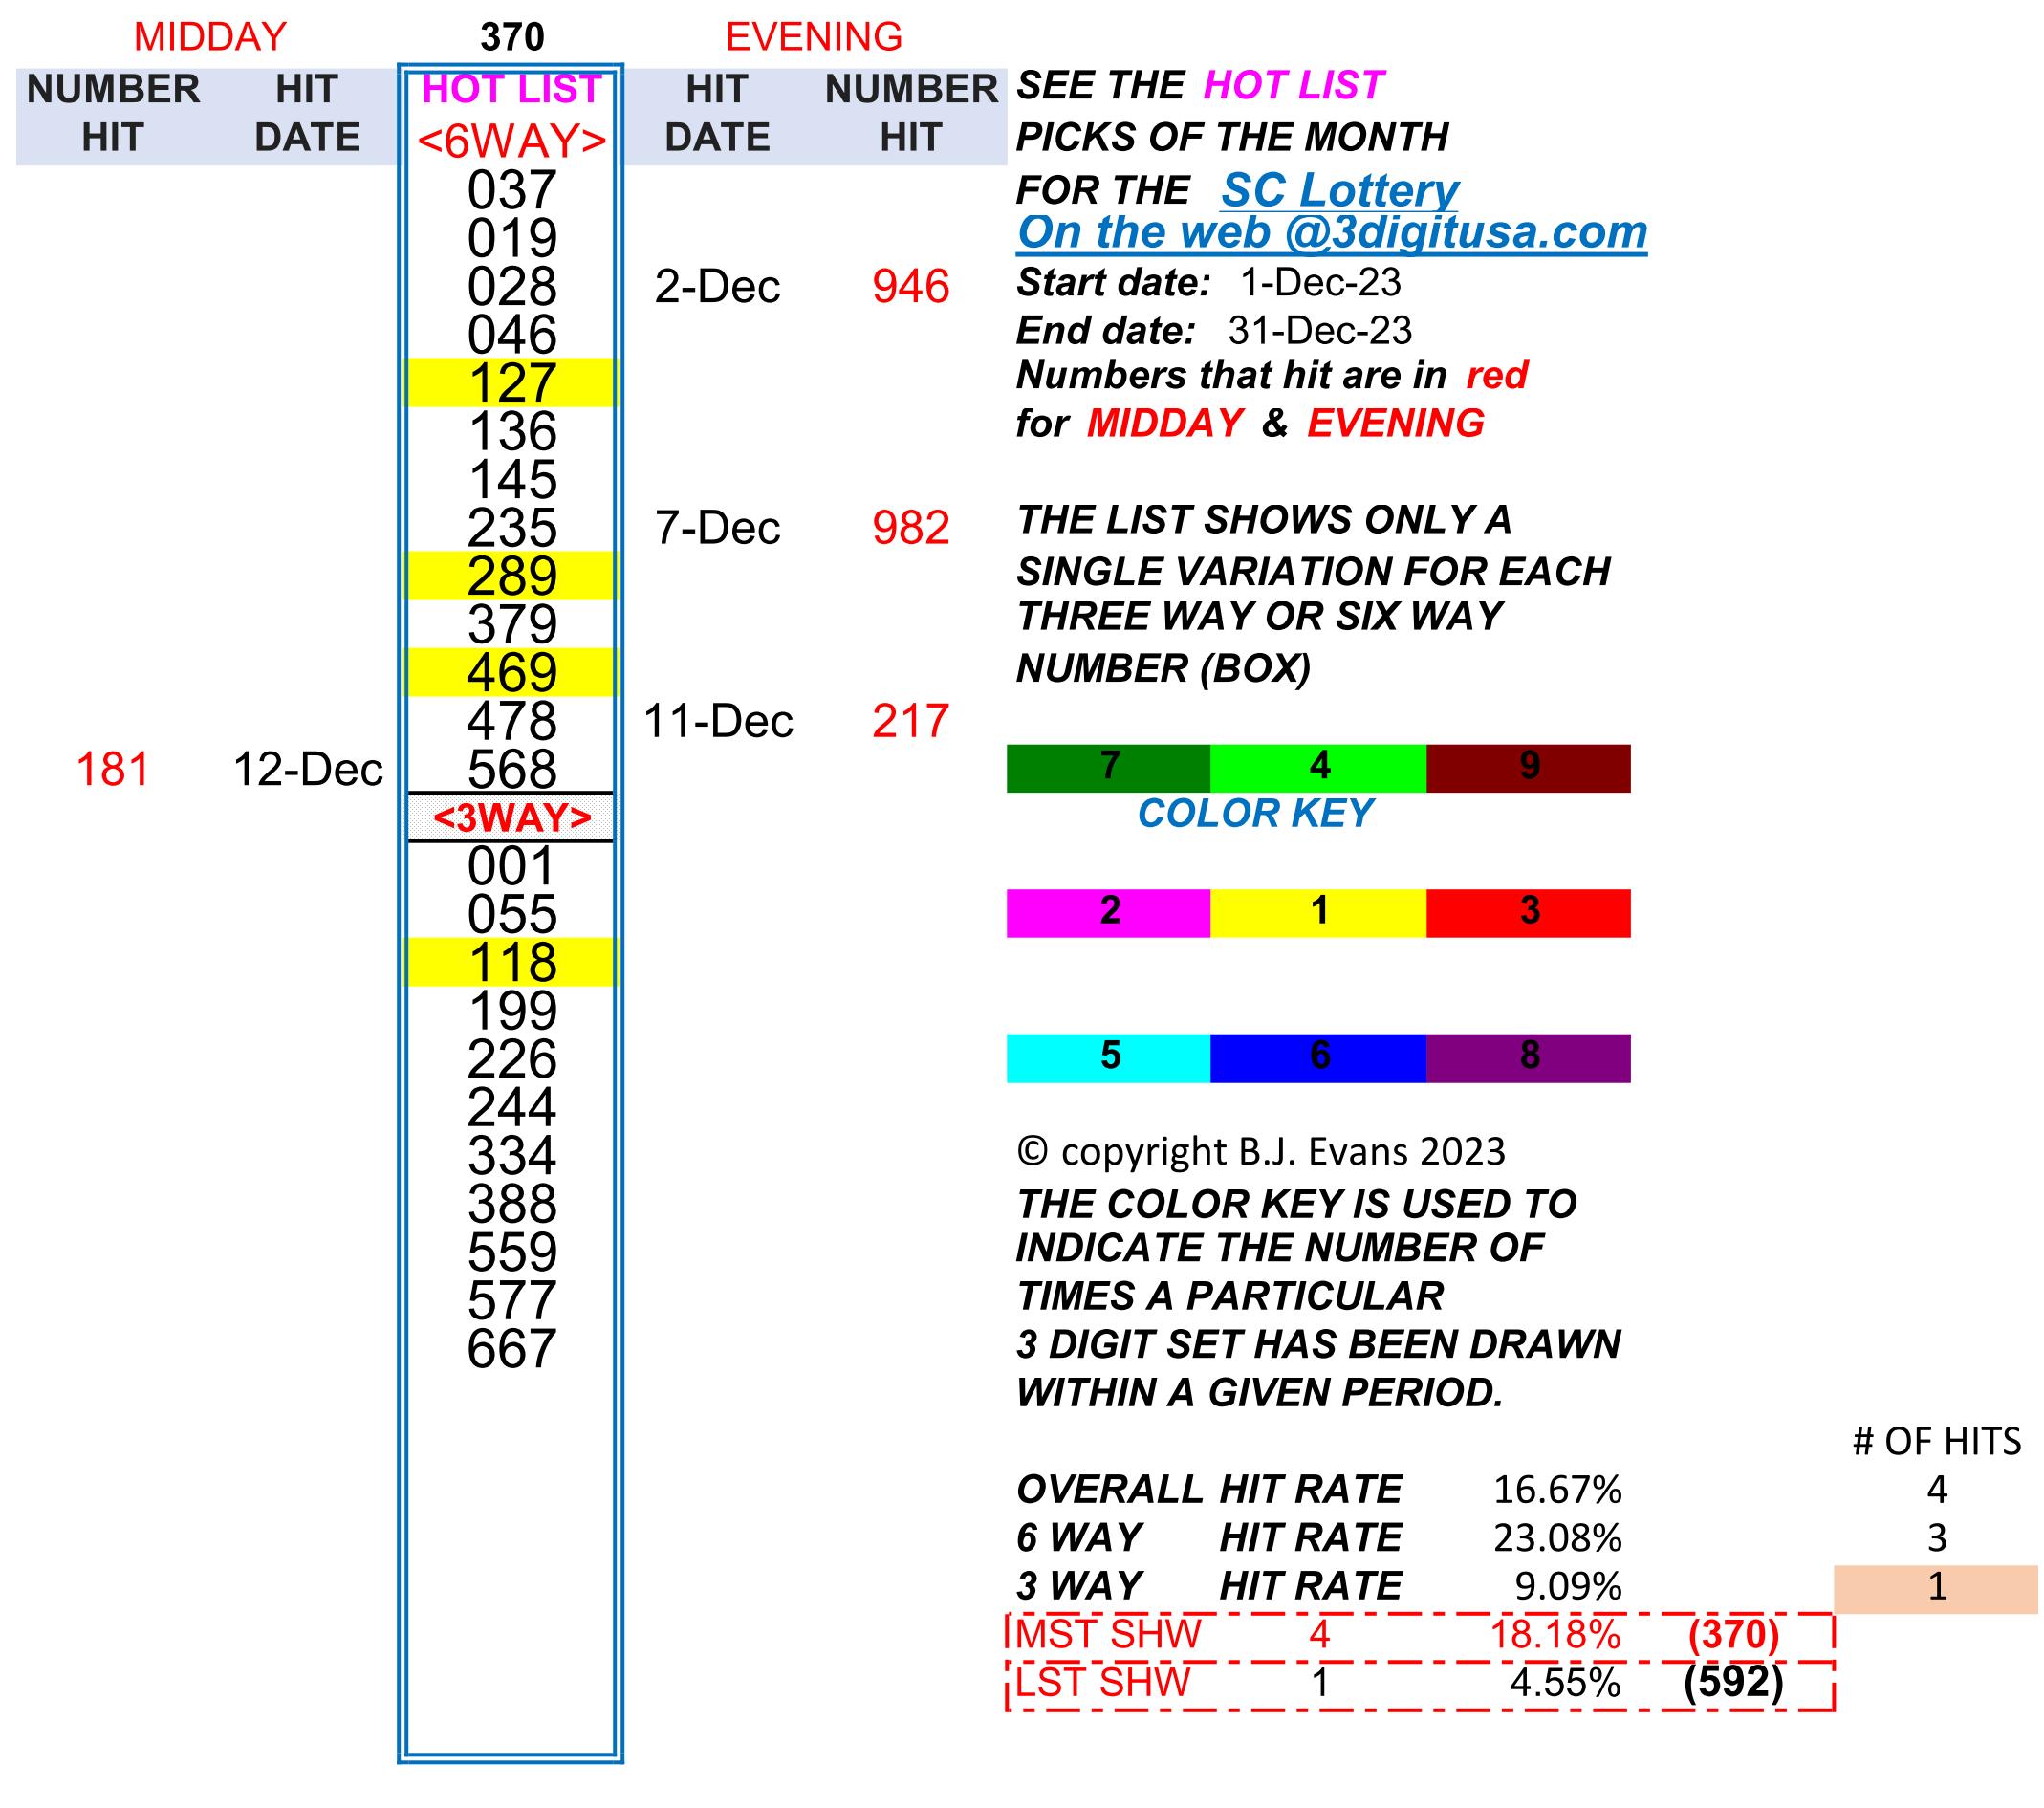 MIDDAY 370 EVENING
NUMBER HIT HOT LIST HIT NUMBER SEE THE HOT LIST
HIT DATE <6WAY> DATE HIT PICKS OF THE MONTH
037 FOR THE SC Lottery
019 On the web @3digitusa.com
028 2-Dec 946 Start date: 1-Dec-23
046 End date: 31-Dec-23
127 Numbers that hit are in red
136 for MIDDAY & EVENING
145
235 7-Dec 982 THE LIST SHOWS ONLY A
289 SINGLE VARIATION FOR EACH
379 THREE WAY OR SIX WAY
469 NUMBER (BOX)
478 11-Dec 217
181 12-Dec 568 7 4 9
<3WAY> COLOR KEY
001
055 2 1 3
118
199
226 5 6 8
244
334 © copyright B.J. Evans 2023
388 THE COLOR KEY IS USED TO
559 INDICATE THE NUMBER OF
577 TIMES A PARTICULAR
667 3 DIGIT SET HAS BEEN DRAWN
WITHIN A GIVEN PERIOD.
# OF HITS
OVERALL HIT RATE 16.67% 4
6 WAY HIT RATE 23.08% 3
3 WAY HIT RATE 9.09% 1
MST SHW 4 18.18% (370)
LST SHW 1 4.55% (592)